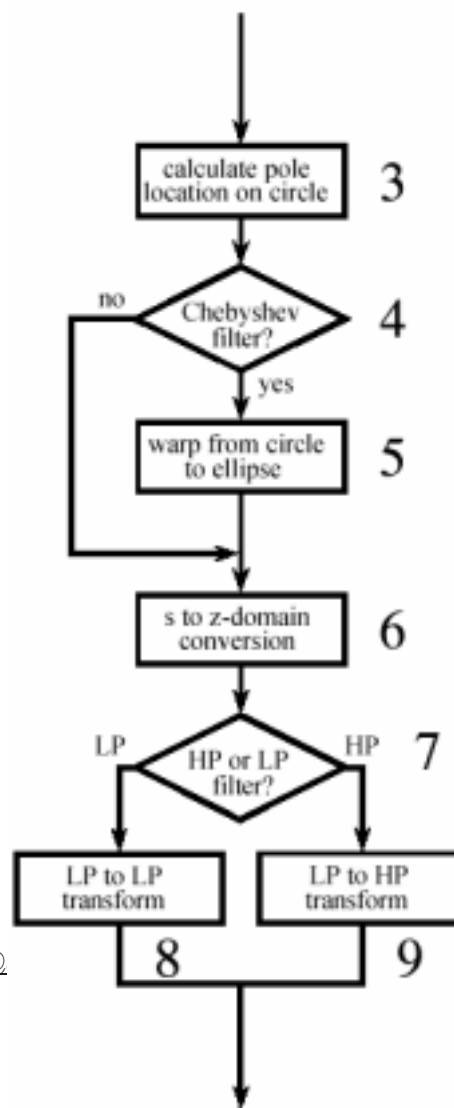 calculate pole
location on circle
3
no
Chebyshev
filter?
4
yes
warp from circle
to ellipse
5
s to z-domain
conversion
6
LP
HP or LP
filter?
HP
7
LP to LP
transform
LP to HP
transform
8
9